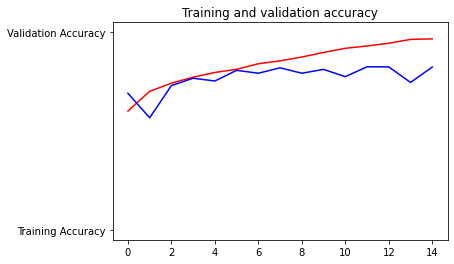 Training and validation accuracy
Validation Accuracy
Training Accuracy
0 2 4 6 8 10 12 14